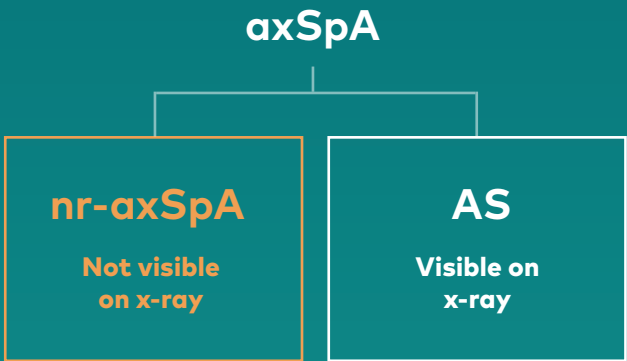 axSpA
nr-axSpA
Not visible
on x-ray
AS
Visible on
x-ray